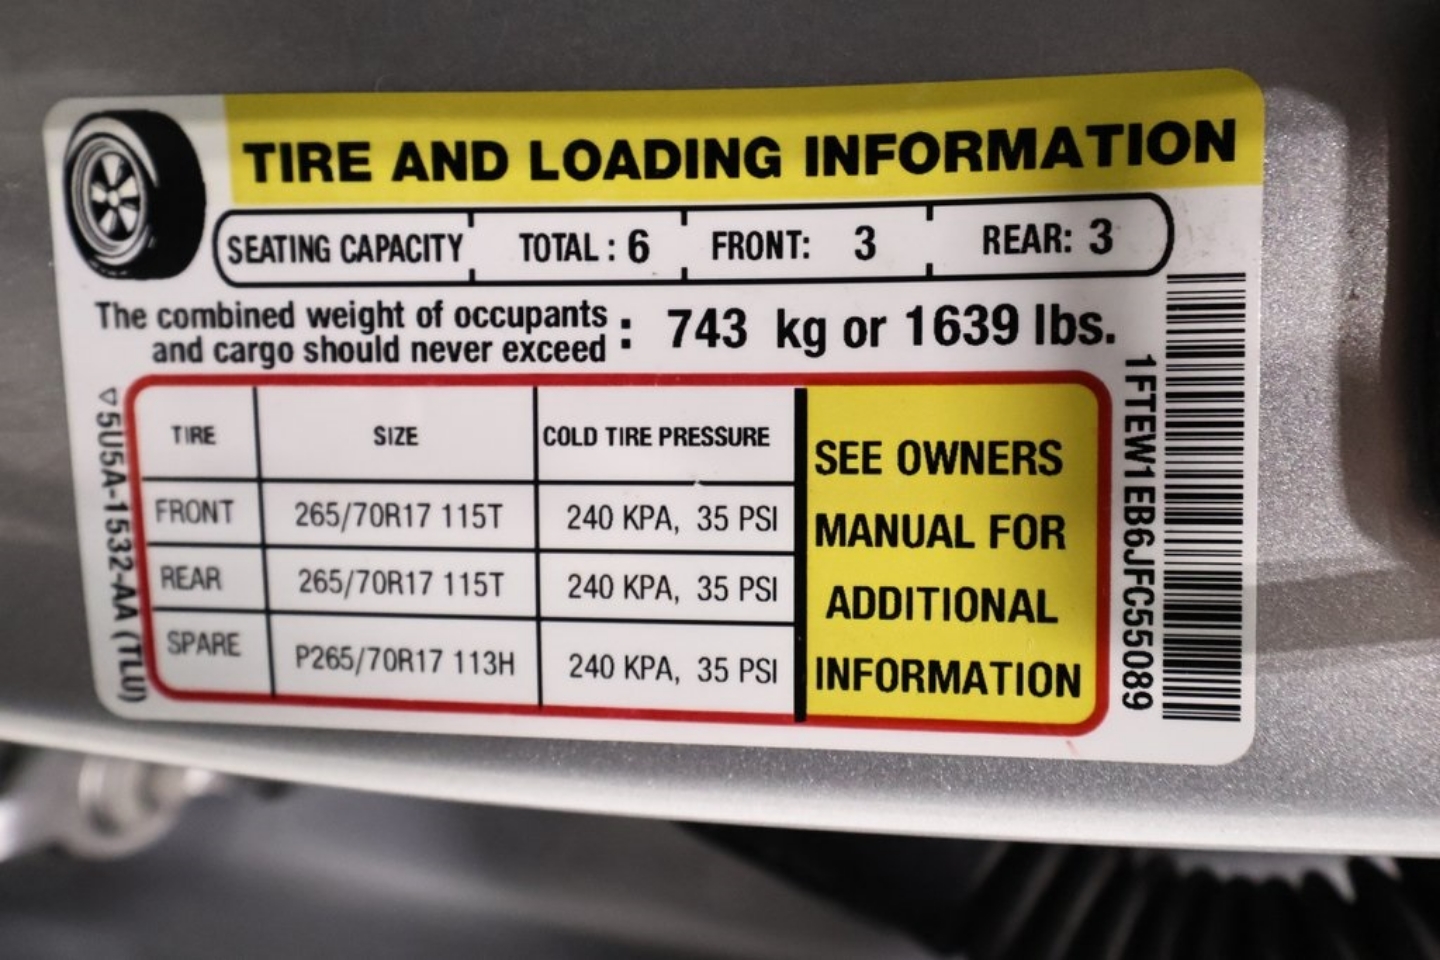 TIRE AND LOADING INFORMATION
SEATING CAPACITY TOTAL : 6 FRONT: 3 REAR: 3
The combined weight of occupants
and cargo should never exceed : 743 kg or 1639 lbs.
TIRE SIZE COLD TIRE PRESSURE
FRONT 265/70R17 115T 240 KPA, 35 PSI
REAR 265/70R17 115T 240 KPA, 35 PSI
SPARE P265/70R17 113H 240 KPA, 35 PSI
SEE OWNERS
MANUAL FOR
ADDITIONAL
INFORMATION
▽5U5A-1532-AA (TLU)
1FTEW1EB6JFC55089